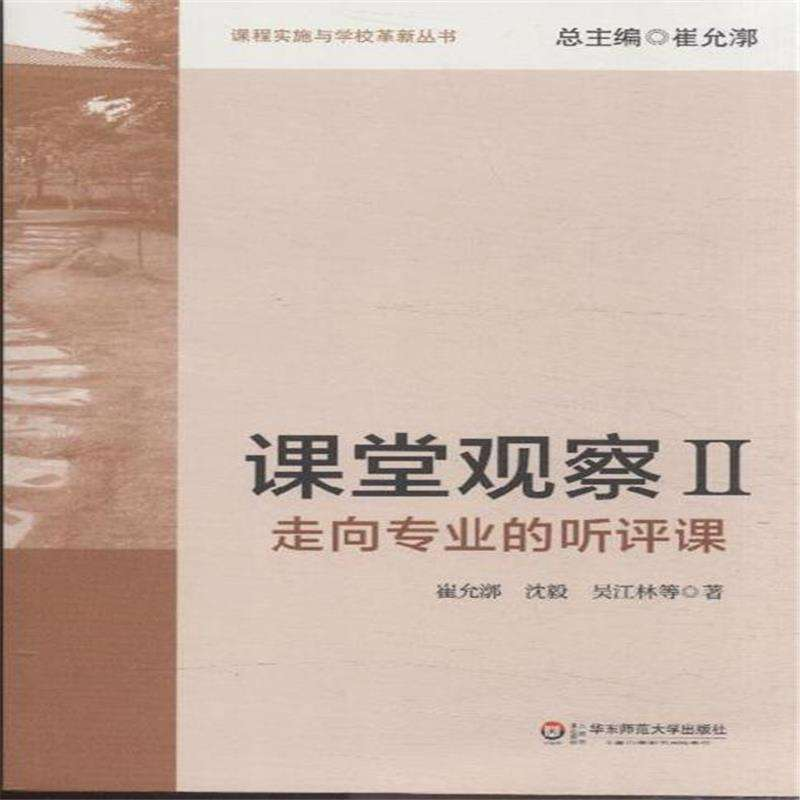 课程实施与学校革新丛书
总主编◎崔允漷
课堂观察Ⅱ
走向专业的听评课
崔允漷 沈毅 吴江林等◎著
华东师范大学出版社